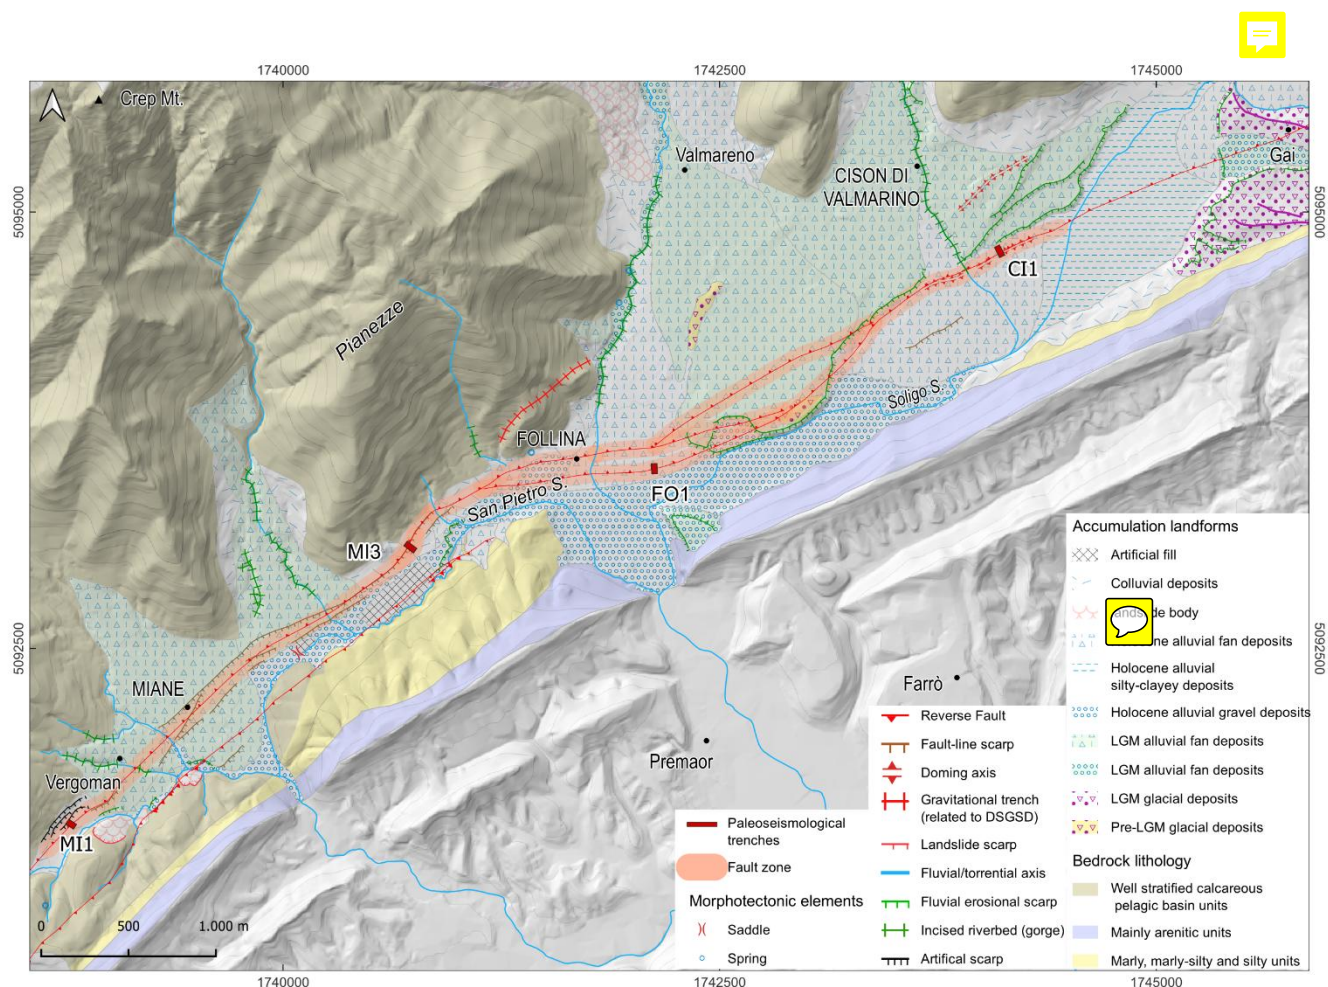 1740000
1742500
1745000
Crep Mt.
Valmareno
CISON DI
VALMARINO
Gai
5095000
5095000
CI1
Pianezze
Soligo S.
FOLLINA
San Pietro S.
FO1
MI3
5092500
5092500
MIANE
Farrò
Premaor
Vergoman
MI1
0
500
1.000 m
Paleoseismological
trenches
Fault zone
Morphotectonic elements
Saddle
Spring
Reverse Fault
Fault-line scarp
Doming axis
Gravitational trench
(related to DSGSD)
Landslide scarp
Fluvial/torrential axis
Fluvial erosional scarp
Incised riverbed (gorge)
Artifical scarp
Accumulation landforms
Artificial fill
Colluvial deposits
de body
ne alluvial fan deposits
Holocene alluvial
silty-clayey deposits
Holocene alluvial gravel deposits
LGM alluvial fan deposits
LGM alluvial fan deposits
LGM glacial deposits
Pre-LGM glacial deposits
Bedrock lithology
Well stratified calcareous
pelagic basin units
Mainly arenitic units
Marly, marly-silty and silty units
1740000
1742500
1745000